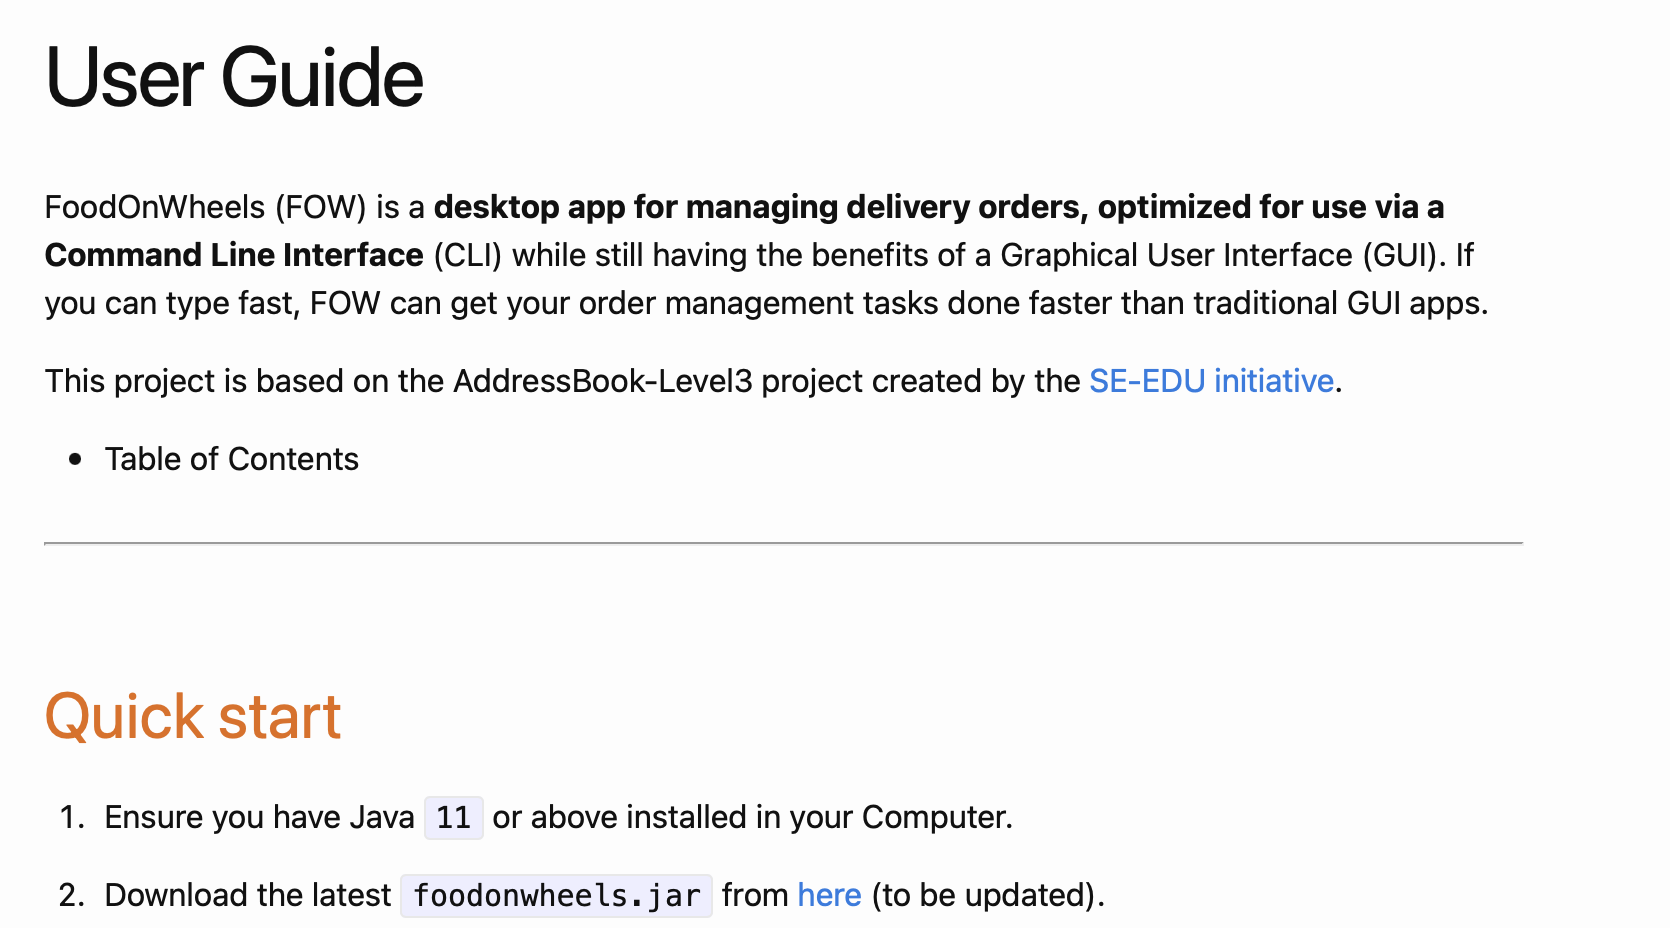 User Guide
FoodOnWheels (FOW) is a desktop app for managing delivery orders, optimized for use via a
Command Line Interface (CLI) while still having the benefits of a Graphical User Interface (GUI). If
you can type fast, FOW can get your order management tasks done faster than traditional GUI apps.
This project is based on the AddressBook-Level3 project created by the SE-EDU initiative.
• Table of Contents
Quick start
1. Ensure you have Java 11 or above installed in your Computer.
2. Download the latest foodonwheels.jar from here (to be updated).